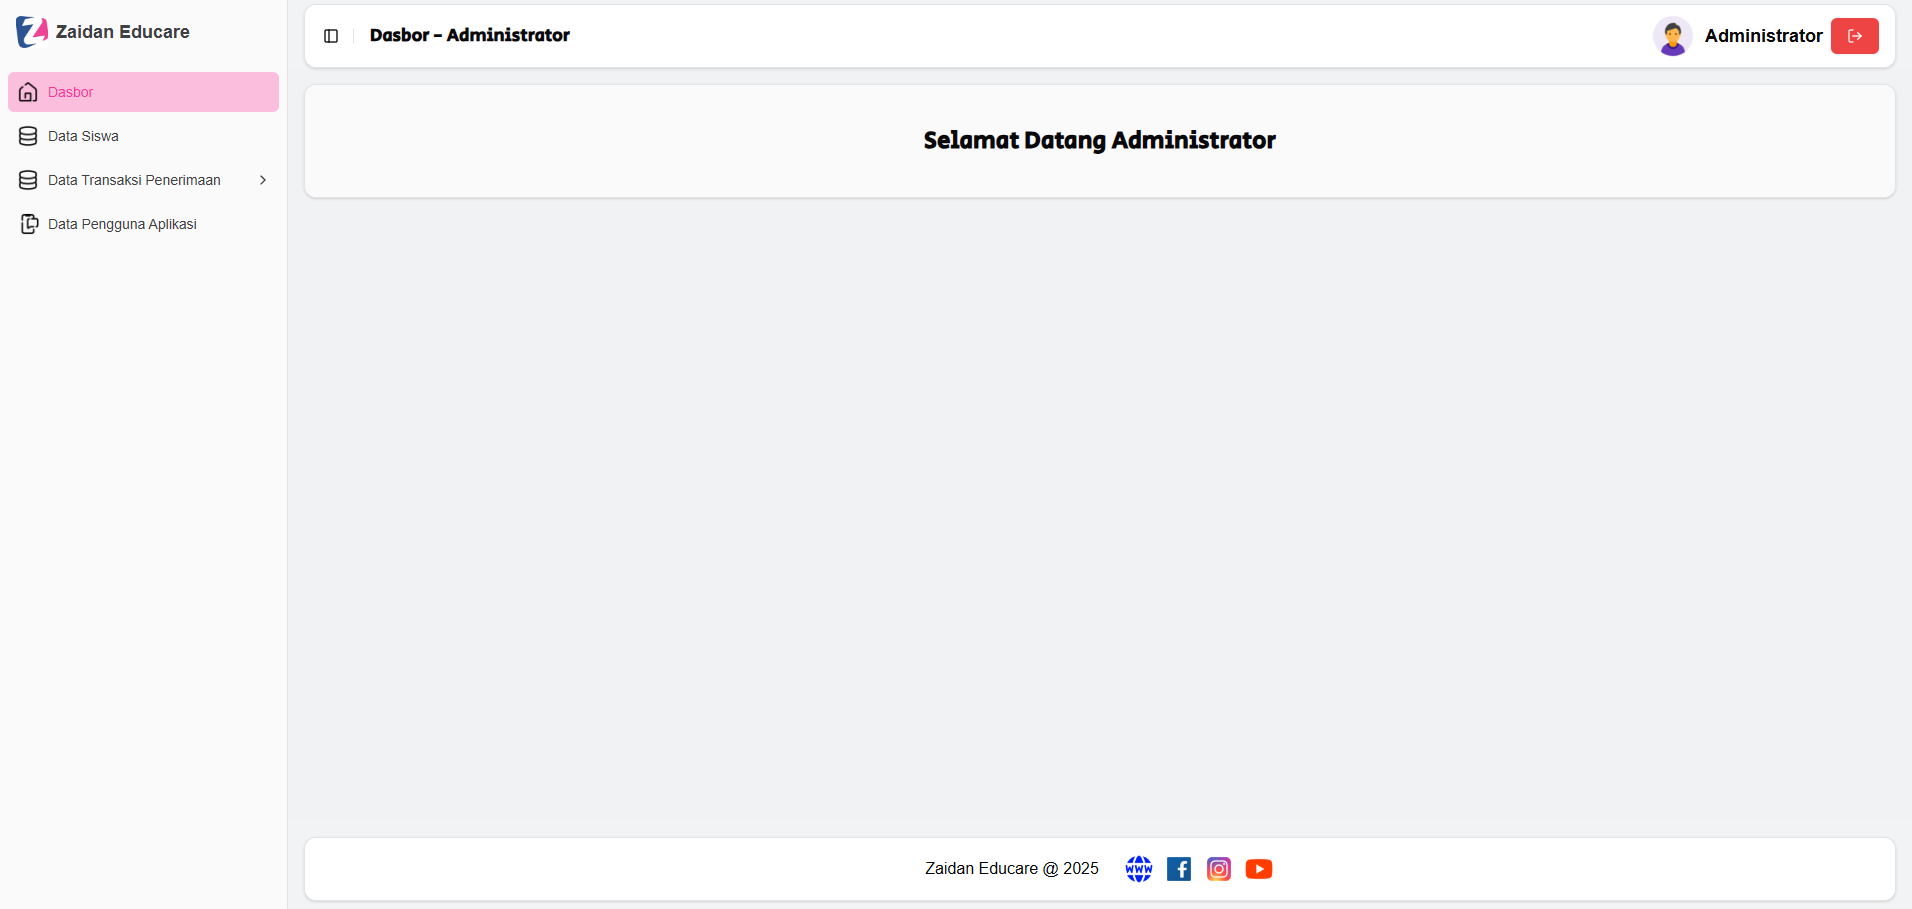 Zaidan Educare
Dasbor
Data Siswa
Data Transaksi Penerimaan
Data Pengguna Aplikasi
Dasbor - Administrator
Administrator
Selamat Datang Administrator
Zaidan Educare @ 2025
WWW